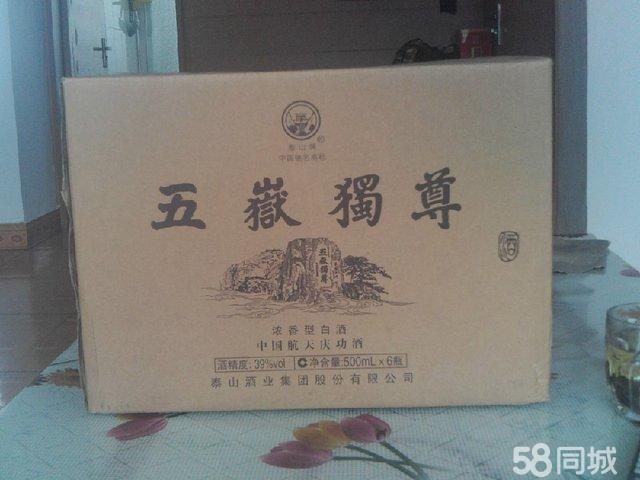 泰山牌
中国驰名商标
五嶽獨尊
酒
五嶽獨尊
浓香型白酒
中国航天庆功酒
酒精度:39%vol 净含量:500mL×6瓶
泰山酒业集团股份有限公司
58同城